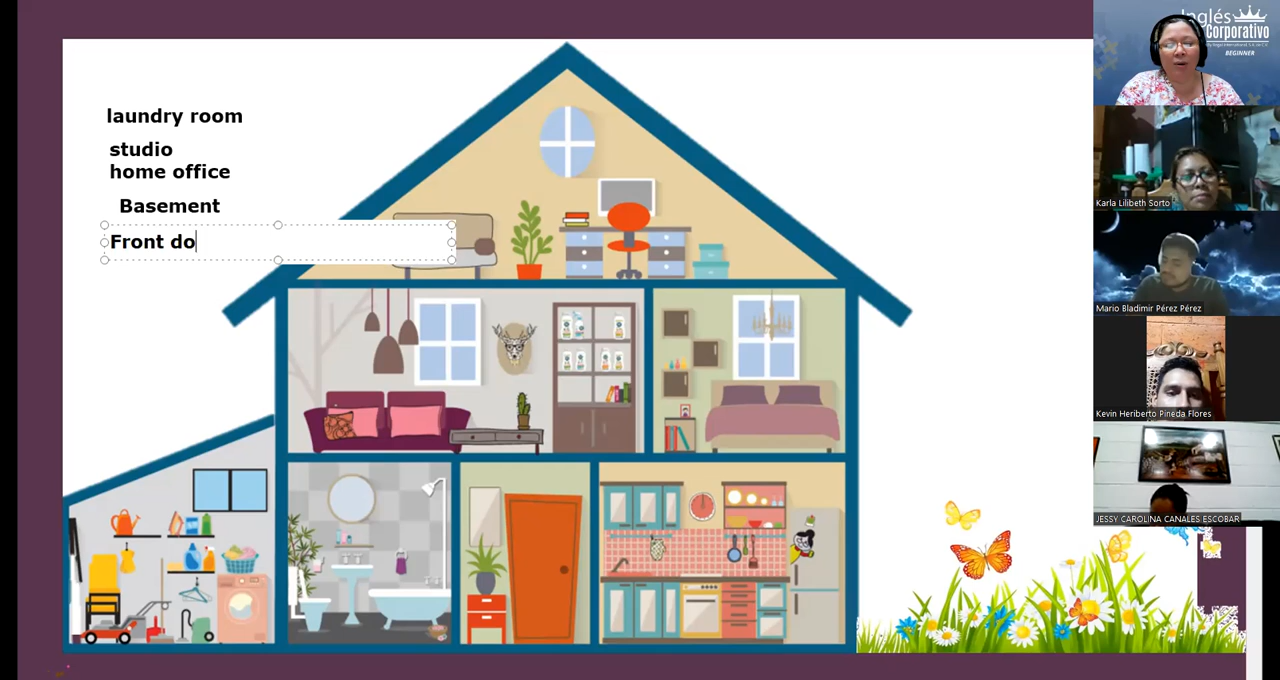 laundry room
studio
home office
Basement
Front do
Inglés
Corporativo
BEGINNER
Karla Lilibeth Sorto
Mario Bladimir Pérez Pérez
Kevin Heriberto Pineda Flores
JESSY CAROLINA CANALES ESCOBAR